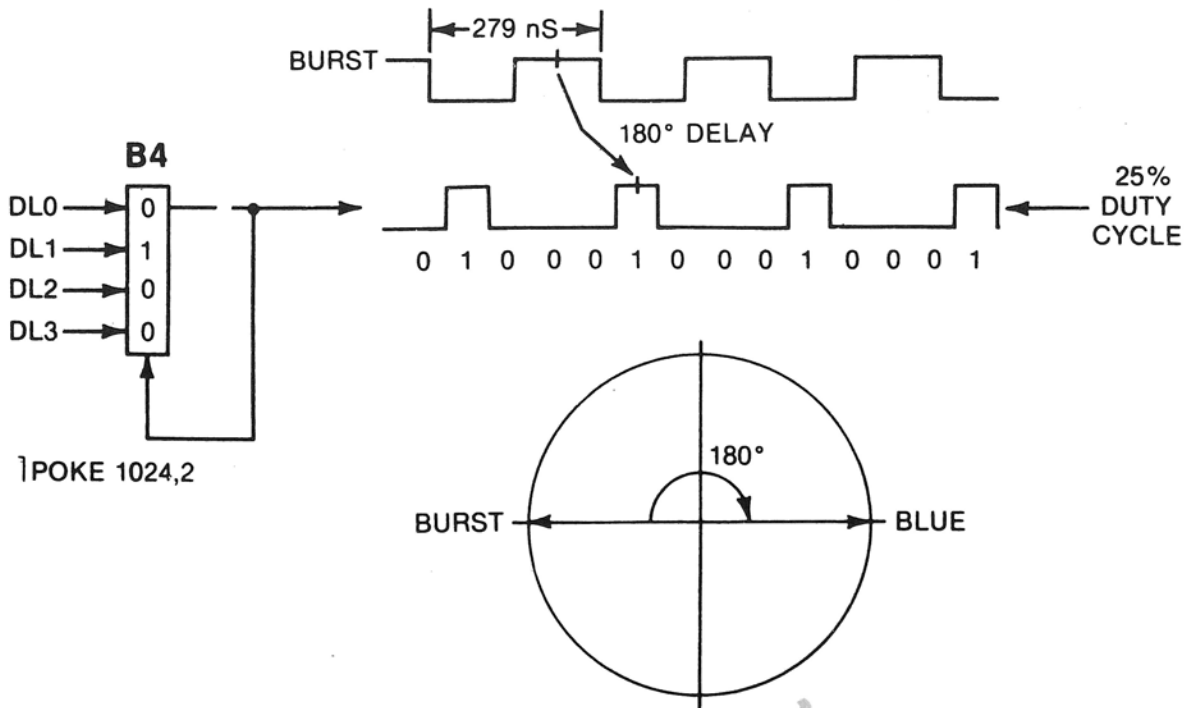 279 nS
BURST
180° DELAY
B4
DL0 0
DL1 1
DL2 0
DL3 0
25%
DUTY
CYCLE
0 1 0 0 0 1 0 0 0 1 0 0 0 1
]POKE 1024,2
180°
BURST
BLUE